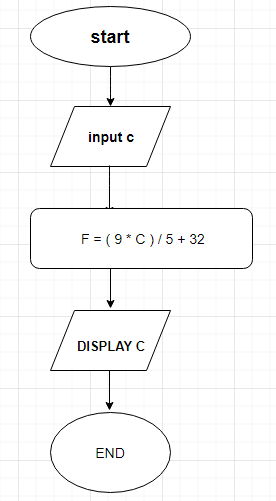 start
input c
F = ( 9 * C ) / 5 + 32
DISPLAY C
END